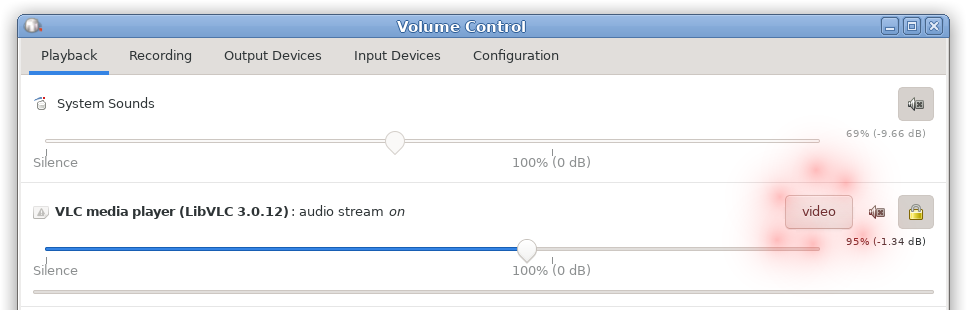 Volume Control
Playback Recording Output Devices Input Devices Configuration
System Sounds
69% (-9.66 dB)
Silence 100% (0 dB)
VLC media player (LibVLC 3.0.12) : audio stream on video
95% (-1.34 dB)
Silence 100% (0 dB)